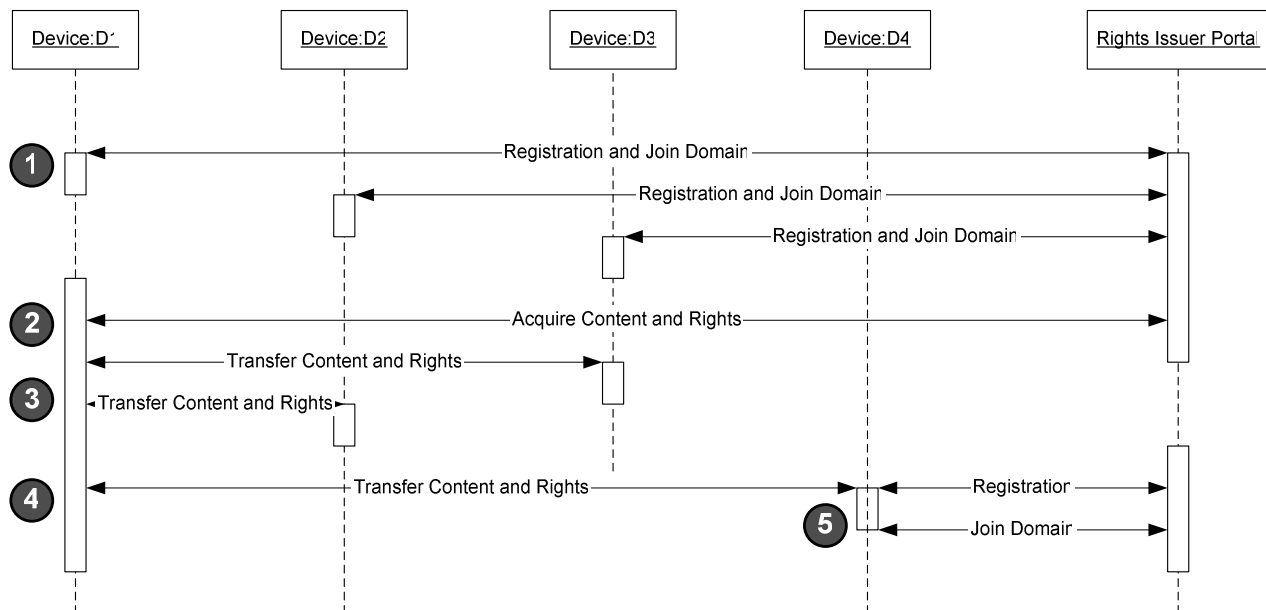 Device:D1
Device:D2
Device:D3
Device:D4
Rights Issuer Portal
1
Registration and Join Domain
Registration and Join Domain
Registration and Join Domain
2
Acquire Content and Rights
Transfer Content and Rights
3
Transfer Content and Rights
4
Transfer Content and Rights
Registration
5
Join Domain